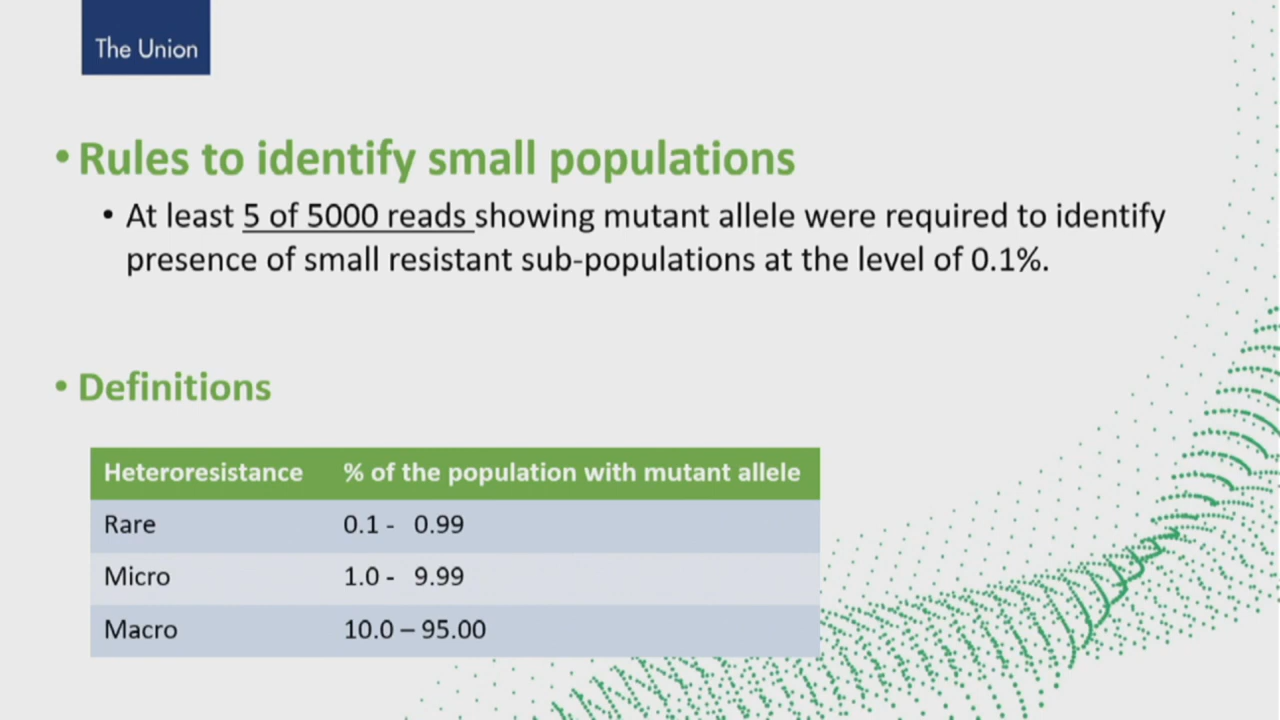 The Union
• Rules to identify small populations
• At least 5 of 5000 reads showing mutant allele were required to identify
presence of small resistant sub-populations at the level of 0.1%.
• Definitions
Heteroresistance % of the population with mutant allele
Rare 0.1 - 0.99
Micro 1.0 - 9.99
Macro 10.0 – 95.00